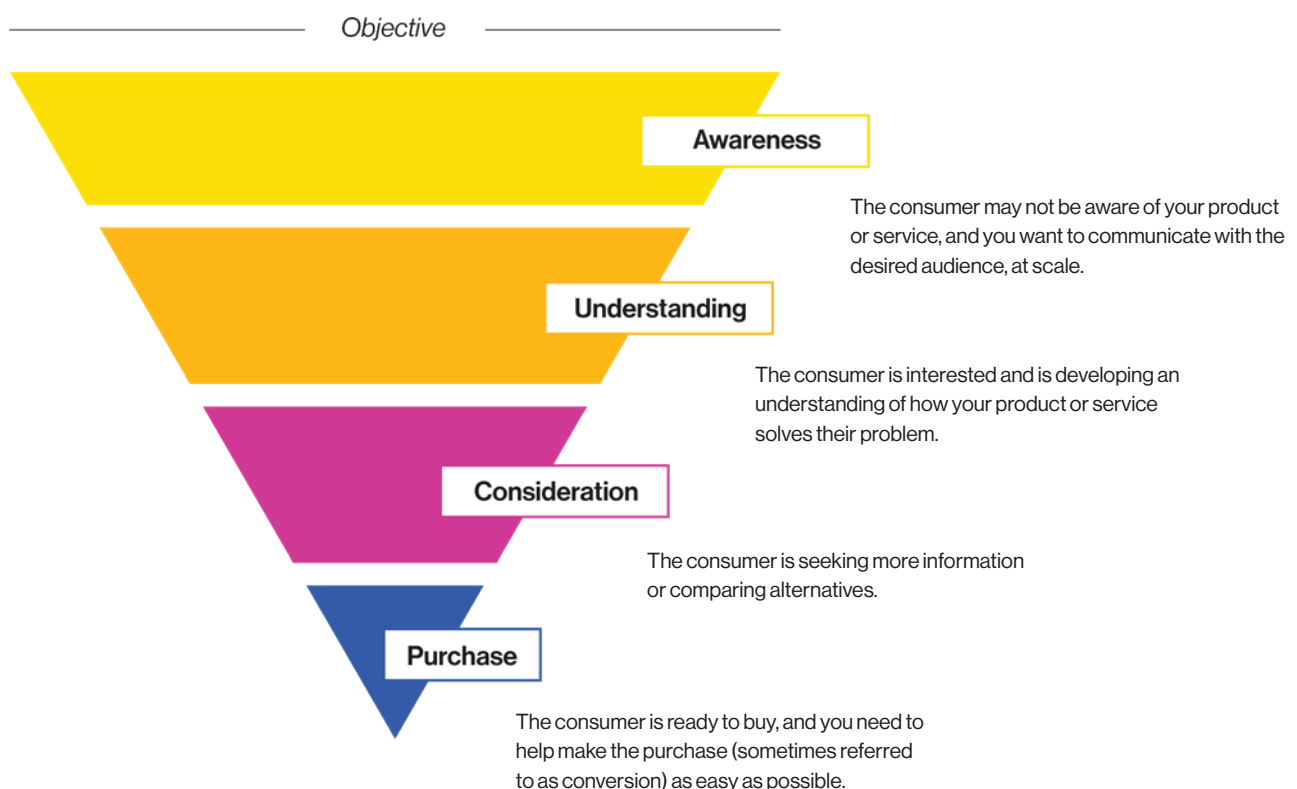 Objective
Awareness
The consumer may not be aware of your product
or service, and you want to communicate with the
desired audience, at scale.
Understanding
The consumer is interested and is developing an
understanding of how your product or service
solves their problem.
Consideration
The consumer is seeking more information
or comparing alternatives.
Purchase
The consumer is ready to buy, and you need to
help make the purchase (sometimes referred
to as conversion) as easy as possible.